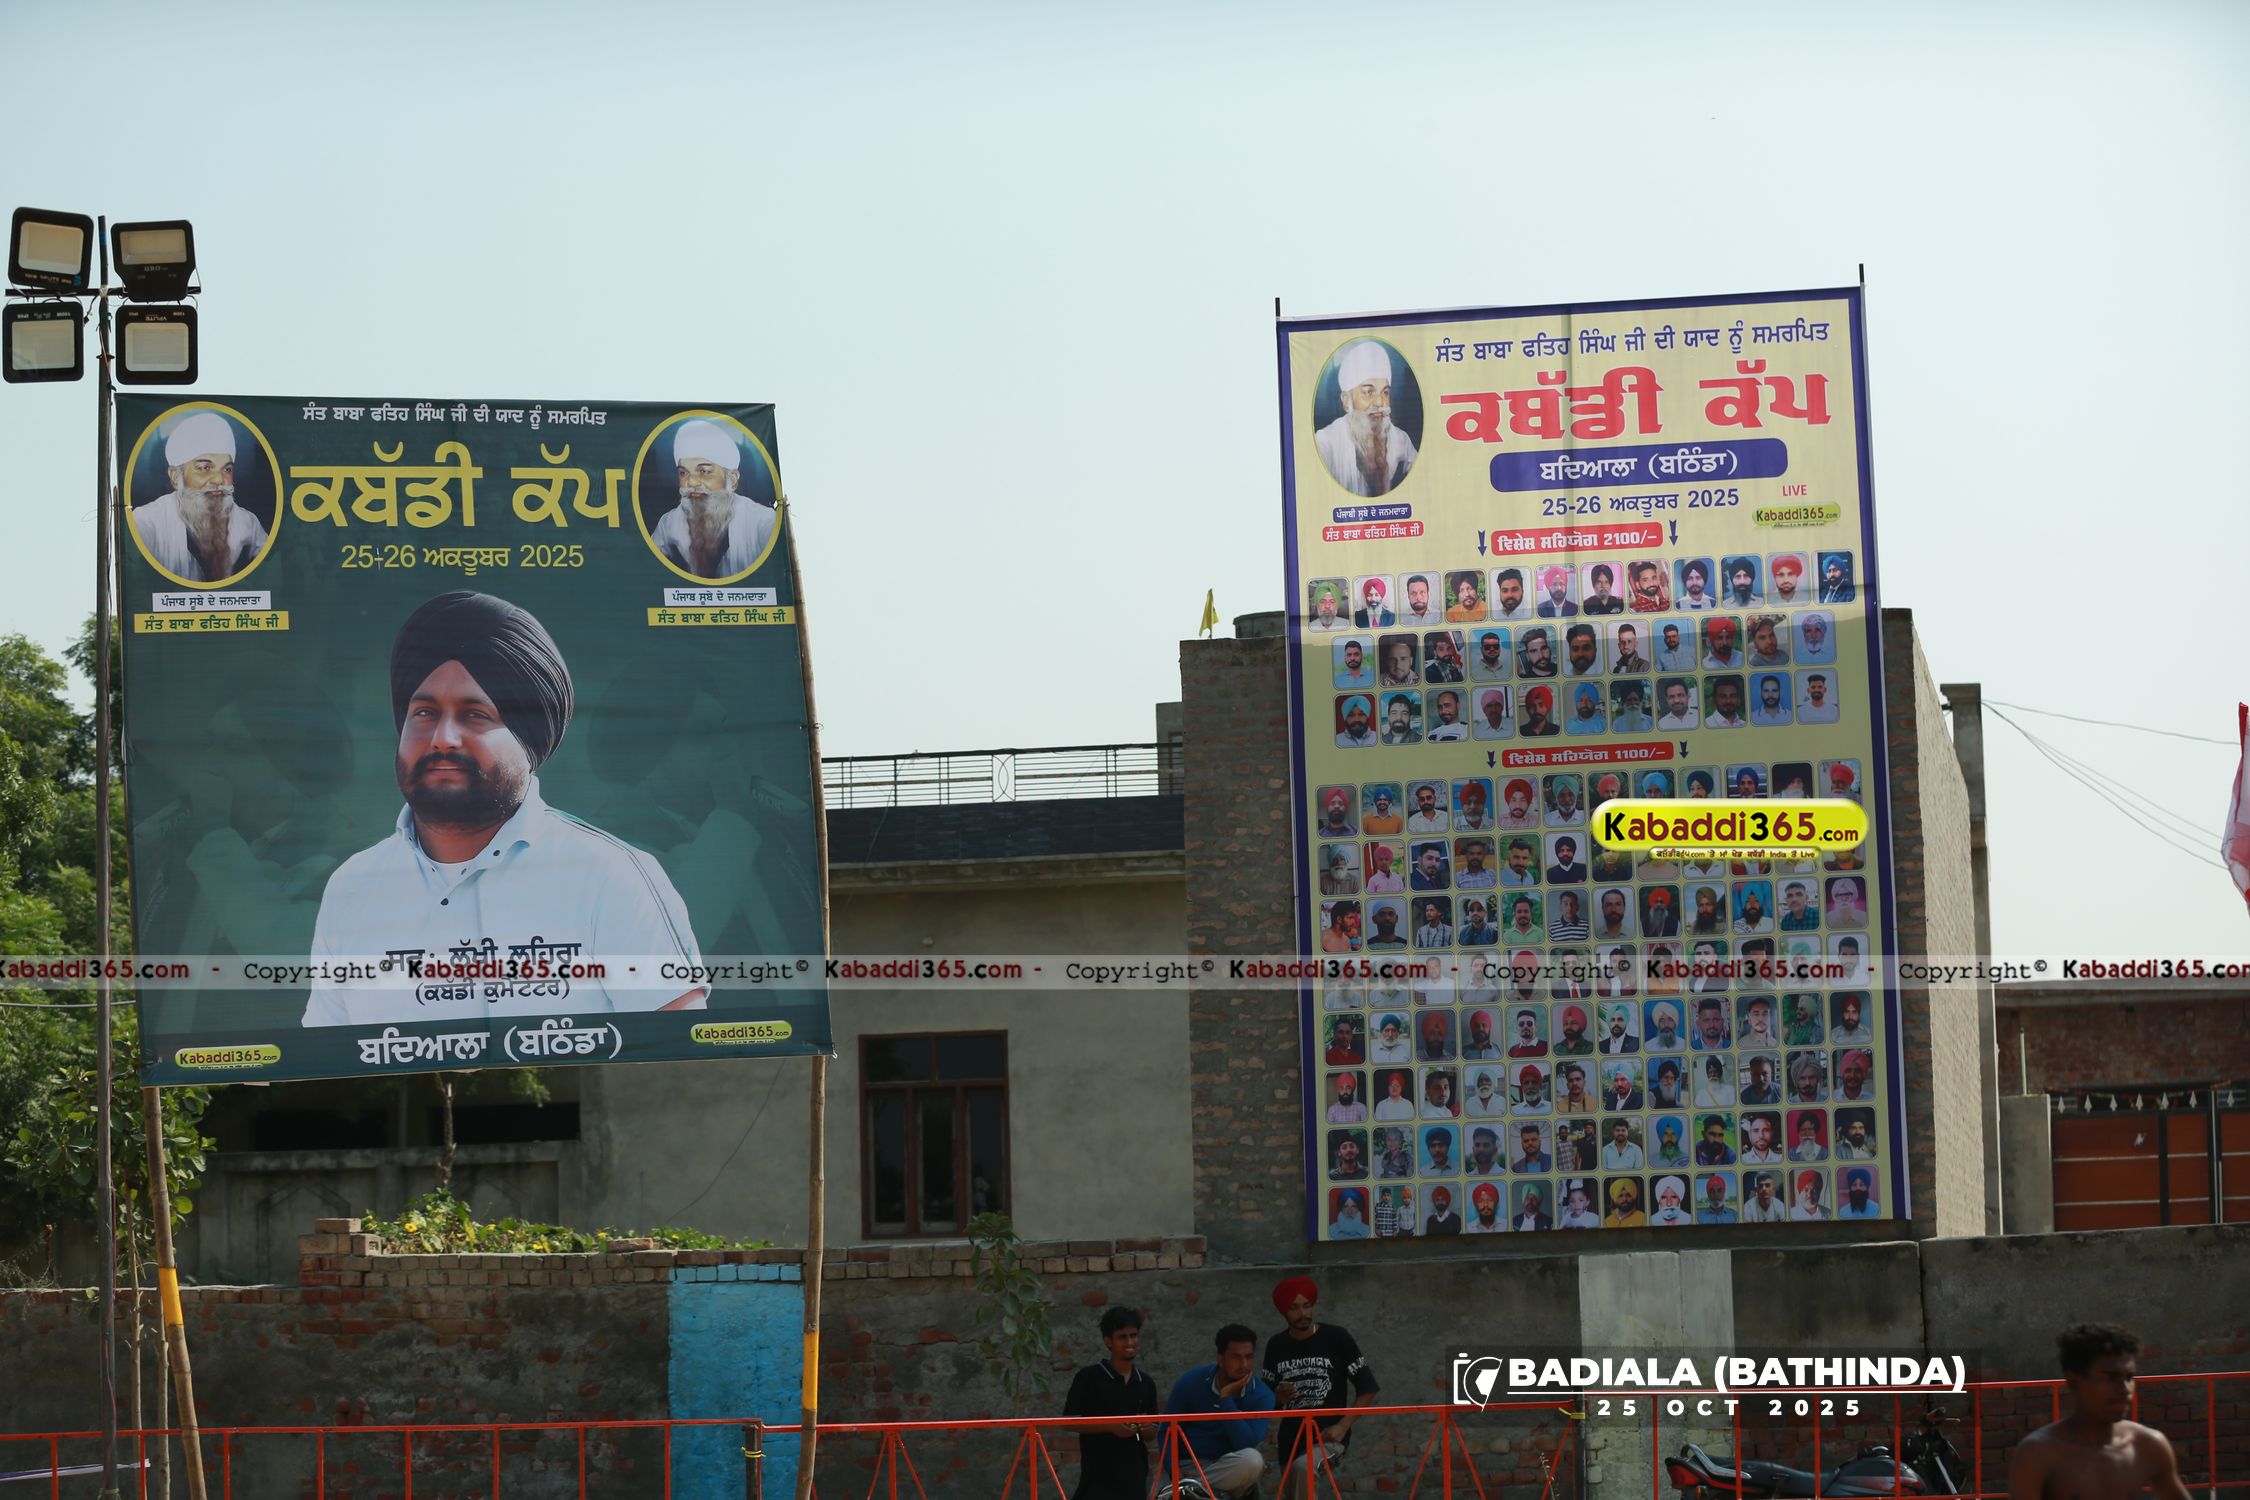 ਸੰਤ ਬਾਬਾ ਫਤਿਹ ਸਿੰਘ ਜੀ ਦੀ ਯਾਦ ਨੂੰ ਸਮਰਪਿਤ
ਕਬੱਡੀ ਕੱਪ
25-26 ਅਕਤੂਬਰ 2025
ਪੰਜਾਬ ਸੂਬੇ ਦੇ ਜਨਮਦਾਤਾ
ਸੰਤ ਬਾਬਾ ਫਤਿਹ ਸਿੰਘ ਜੀ
ਪੰਜਾਬ ਸੂਬੇ ਦੇ ਜਨਮਦਾਤਾ
ਸੰਤ ਬਾਬਾ ਫਤਿਹ ਸਿੰਘ ਜੀ
ਲੱਖੀ ਲਹਿਰਾ
(ਕਬੱਡੀ ਕੁਮੈਂਟੇਟਰ)
ਬਦਿਆਲਾ (ਬਠਿੰਡਾ)
Kabaddi365.com
Kabaddi365.com
ਸੰਤ ਬਾਬਾ ਫਤਿਹ ਸਿੰਘ ਜੀ ਦੀ ਯਾਦ ਨੂੰ ਸਮਰਪਿਤ
ਕਬੱਡੀ ਕੱਪ
ਬਦਿਆਲਾ (ਬਠਿੰਡਾ)
25-26 ਅਕਤੂਬਰ 2025
LIVE
Kabaddi365.com
ਪੰਜਾਬੀ ਸੂਬੇ ਦੇ ਜਨਮਦਾਤਾ
ਸੰਤ ਬਾਬਾ ਫਤਿਹ ਸਿੰਘ ਜੀ
ਵਿਸ਼ੇਸ਼ ਸਹਿਯੋਗ 2100/-
ਵਿਸ਼ੇਸ਼ ਸਹਿਯੋਗ 1100/-
Kabaddi365.com
Kabaddi365.com - Copyright© Kabaddi365.com - Copyright© Kabaddi365.com - Copyright© Kabaddi365.com - Copyright© Kabaddi365.com - Copyright© Kabaddi365.com
BADIALA (BATHINDA)
25 OCT 2025